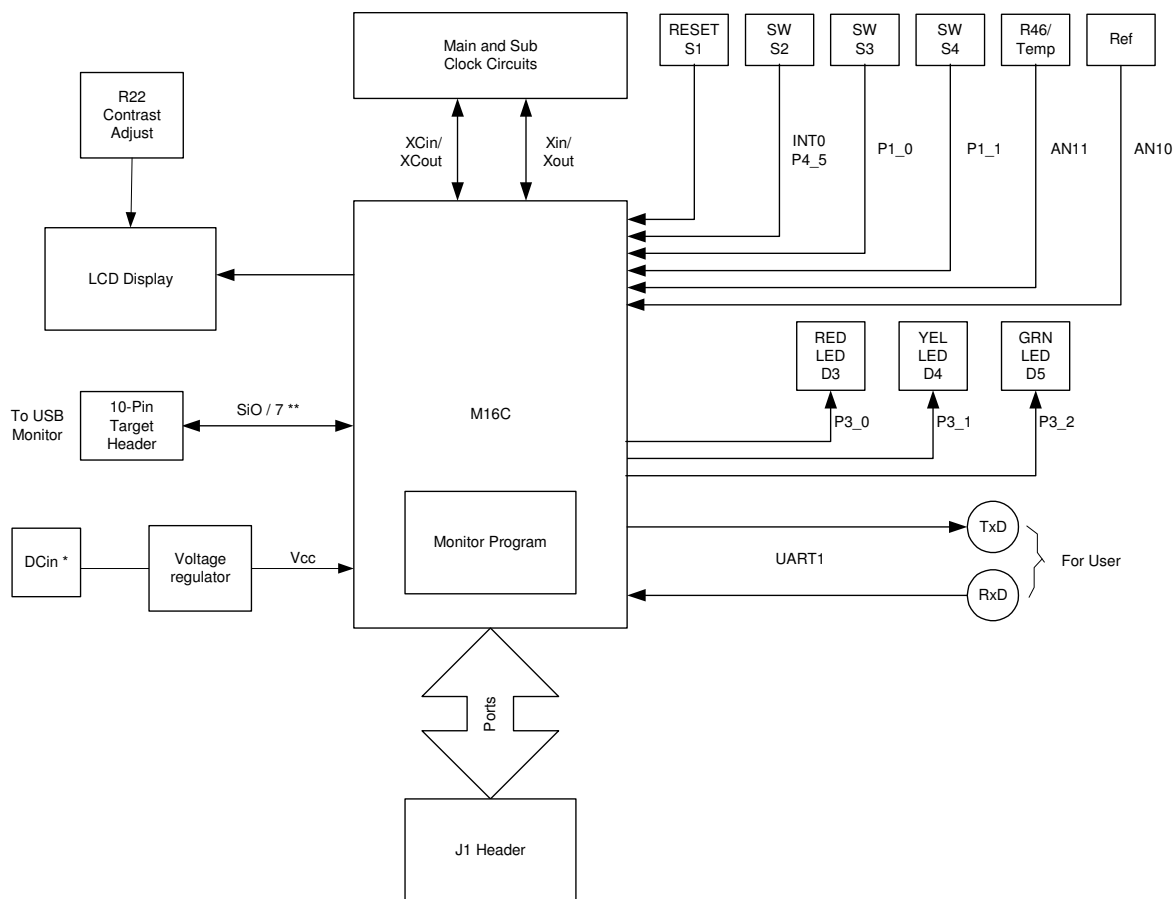 Main and Sub
Clock Circuits
RESET
S1
SW
S2
SW
S3
SW
S4
R46/
Temp
Ref
R22
Contrast
Adjust
XCin/
XCout
Xin/
Xout
INT0
P4_5
P1_0
P1_1
AN11
AN10
LCD Display
RED
LED
D3
YEL
LED
D4
GRN
LED
D5
P3_0
P3_1
P3_2
To USB
Monitor
10-Pin
Target
Header
SiO / 7 **
M16C
DCin *
Voltage
regulator
Vcc
Monitor Program
UART1
TxD
RxD
For User
Ports
J1 Header